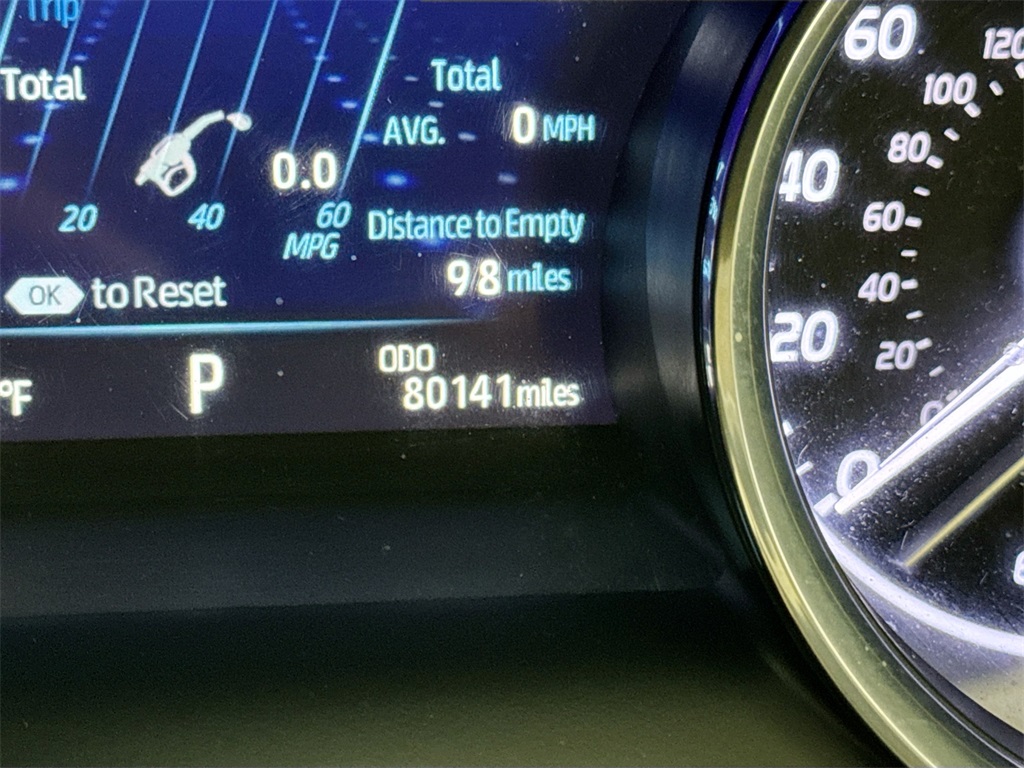 Trip
Total
Total
AVG. 0 MPH
0.0
20 40 60
MPG
Distance to Empty
98 miles
OK to Reset
°F
P
ODO
80141 miles
60
120
100
80
40
60
40
20
20
0
0